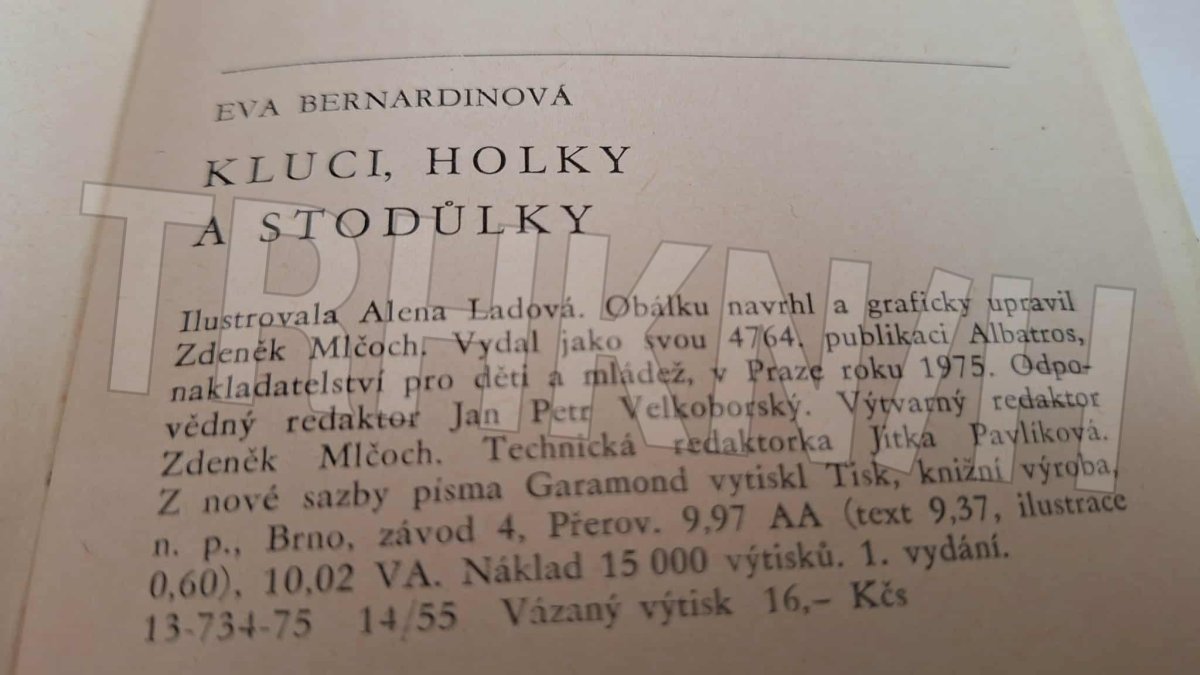 EVA BERNARDINOVÁ
KLUCI, HOLKY
A STODŮLKY
Ilustrovala Alena Ladová. Obálku navrhl a graficky upravil
Zdeněk Mlčoch. Vydal jako svou 4764. publikaci Albatros,
nakladatelství pro děti a mládež, v Praze roku 1975. Odpo-
vědný redaktor Jan Petr Velkoborský. Výtvarný redaktor
Zdeněk Mlčoch. Technická redaktorka Jitka Pavlíková.
Z nové sazby písma Garamond vytiskl Tisk, knižní výroba,
n. p., Brno, závod 4, Přerov. 9,97 AA (text 9,37, ilustrace
0,60), 10,02 VA. Náklad 15 000 výtisků. 1. vydání.
13-734-75 14/55 Vázaný výtisk 16,– Kčs
TRHKNIH